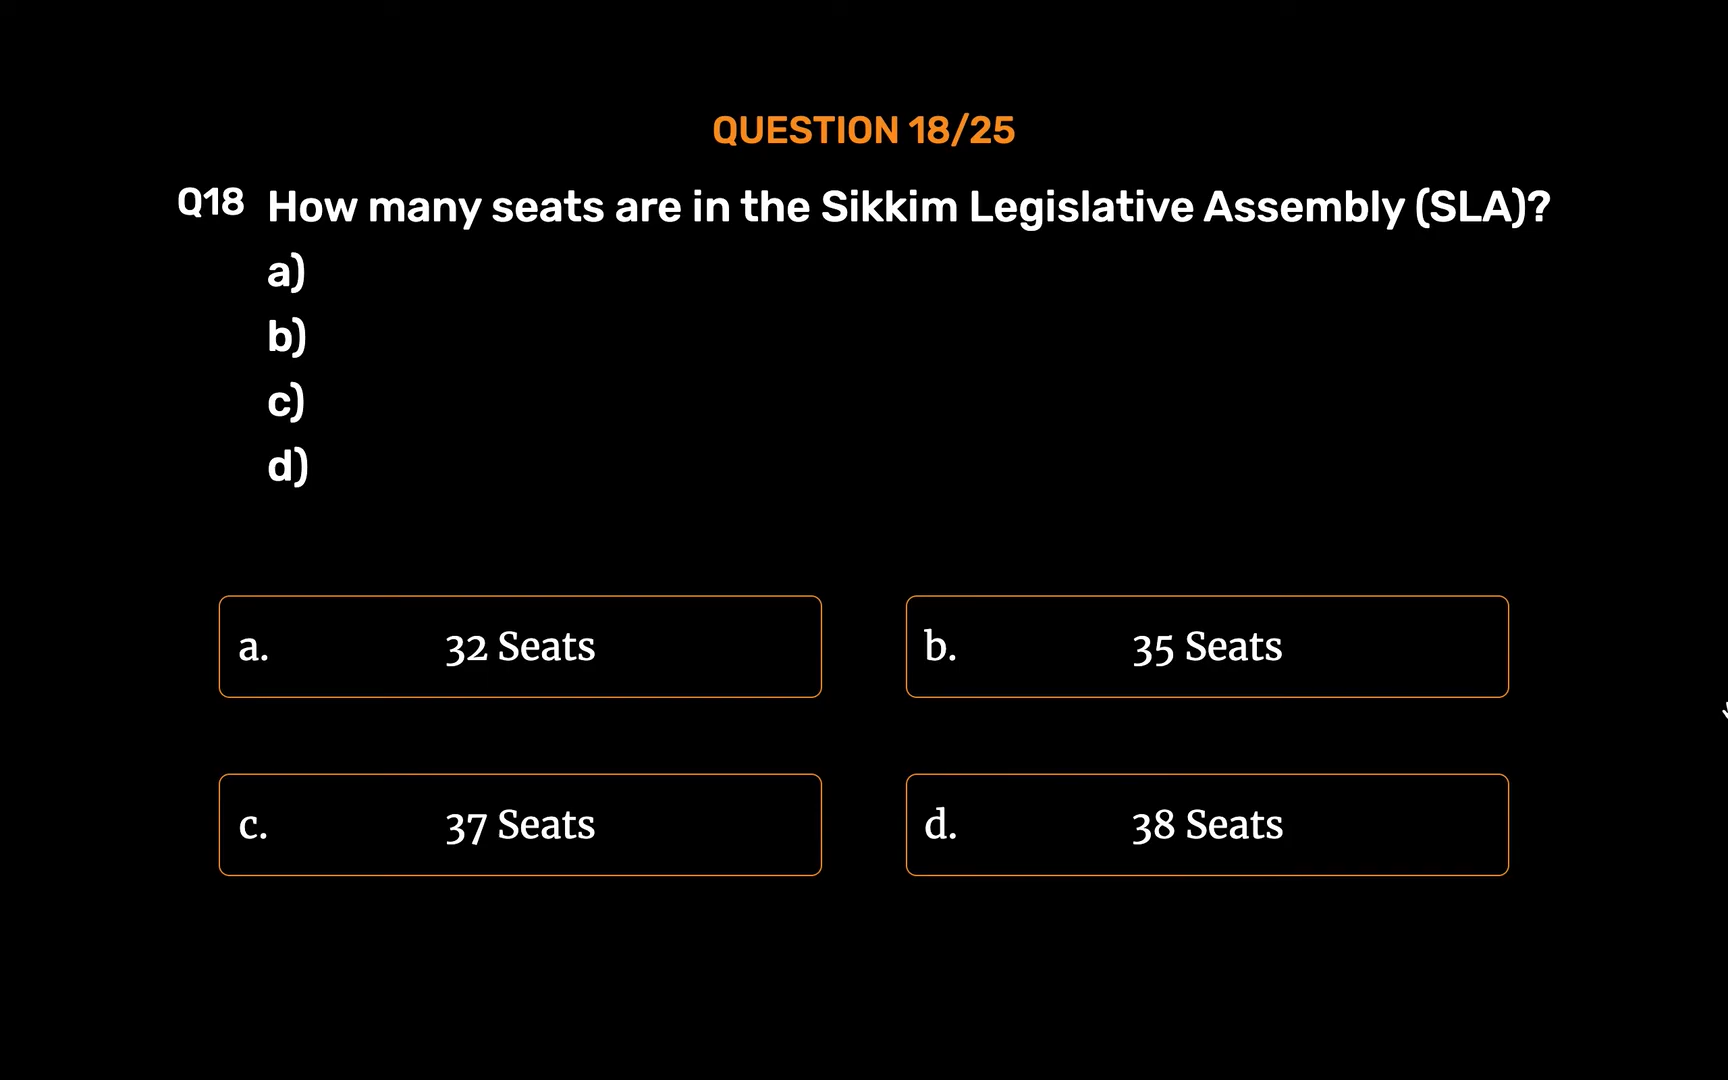 QUESTION 18/25
Q18 How many seats are in the Sikkim Legislative Assembly (SLA)?
a)
b)
c)
d)
a. 32 Seats
b. 35 Seats
c. 37 Seats
d. 38 Seats